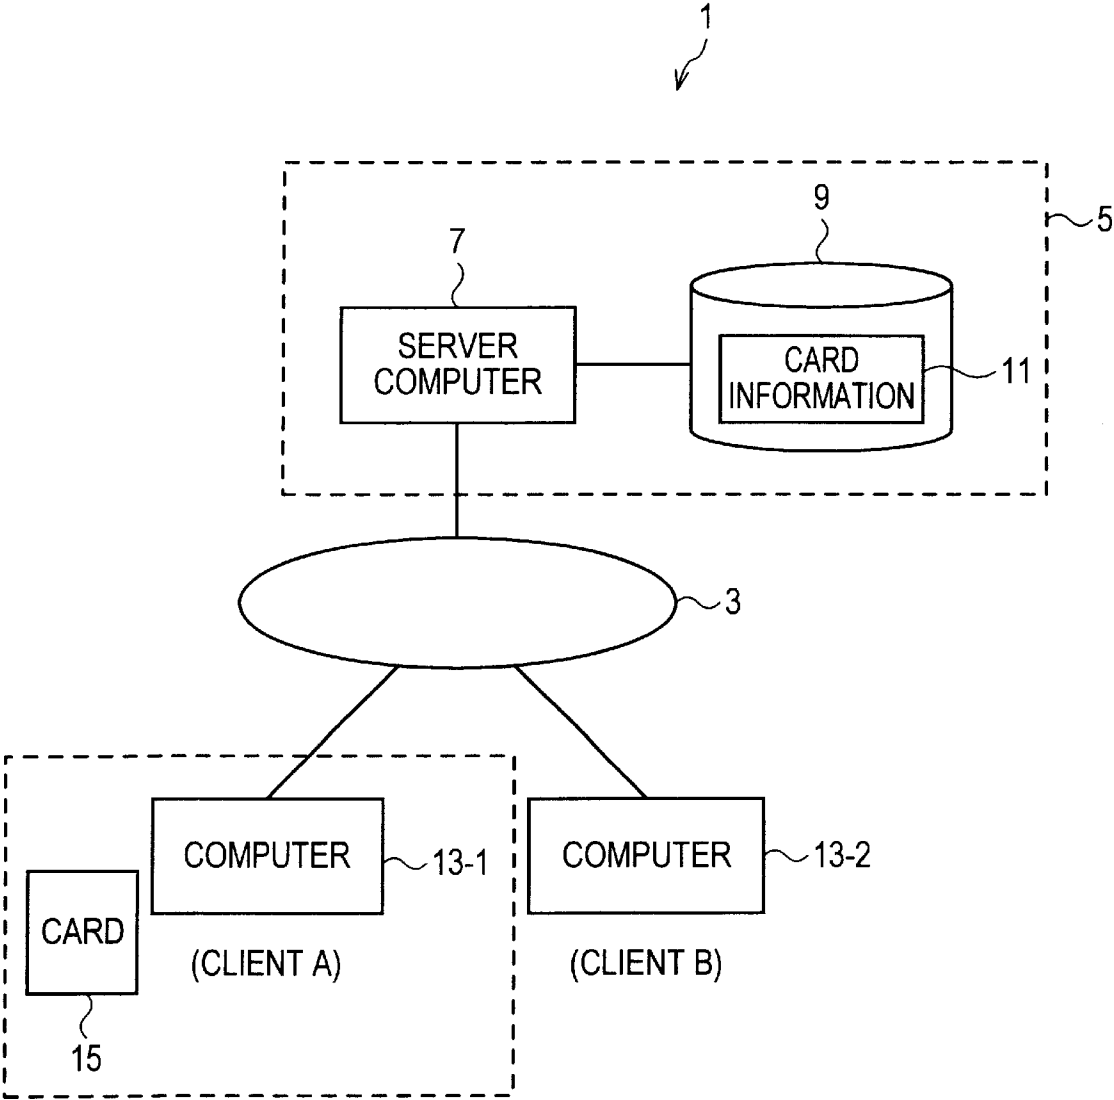 1
5
9
7
SERVER
COMPUTER
CARD
INFORMATION
11
3
COMPUTER
13-1
COMPUTER
13-2
CARD
(CLIENT A)
(CLIENT B)
15